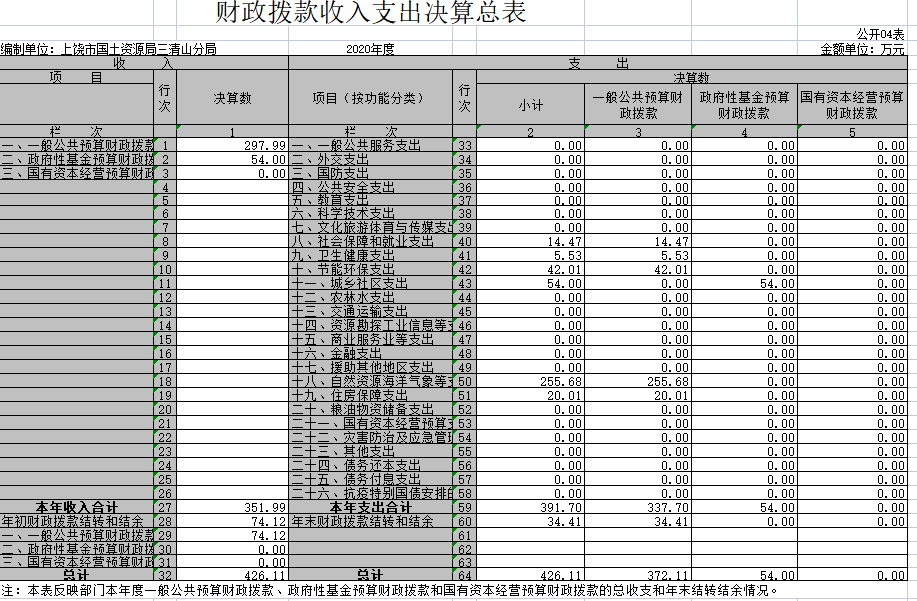 财政拨款收入支出决算总表
公开04表
编制单位：上饶市国土资源局三清山分局 2020年度 金额单位：万元
收 入 支 出
项 目 行次 决算数 项目（按功能分类） 行次 决算数
小计 一般公共预算财政拨款 政府性基金预算财政拨款 国有资本经营预算财政拨款
栏 次 1 栏 次 2 3 4 5
一、一般公共预算财政拨款 1 297.99 一、一般公共服务支出 33 0.00 0.00 0.00 0.00
二、政府性基金预算财政拨 2 54.00 二、外交支出 34 0.00 0.00 0.00 0.00
三、国有资本经营预算财政 3 0.00 三、国防支出 35 0.00 0.00 0.00 0.00
4 四、公共安全支出 36 0.00 0.00 0.00 0.00
5 五、教育支出 37 0.00 0.00 0.00 0.00
6 六、科学技术支出 38 0.00 0.00 0.00 0.00
7 七、文化旅游体育与传媒支出 39 0.00 0.00 0.00 0.00
8 八、社会保障和就业支出 40 14.47 14.47 0.00 0.00
9 九、卫生健康支出 41 5.53 5.53 0.00 0.00
10 十、节能环保支出 42 42.01 42.01 0.00 0.00
11 十一、城乡社区支出 43 54.00 0.00 54.00 0.00
12 十二、农林水支出 44 0.00 0.00 0.00 0.00
13 十三、交通运输支出 45 0.00 0.00 0.00 0.00
14 十四、资源勘探工业信息等支 46 0.00 0.00 0.00 0.00
15 十五、商业服务业等支出 47 0.00 0.00 0.00 0.00
16 十六、金融支出 48 0.00 0.00 0.00 0.00
17 十七、援助其他地区支出 49 0.00 0.00 0.00 0.00
18 十八、自然资源海洋气象等支 50 255.68 255.68 0.00 0.00
19 十九、住房保障支出 51 20.01 20.01 0.00 0.00
20 二十、粮油物资储备支出 52 0.00 0.00 0.00 0.00
21 二十一、国有资本经营预算支 53 0.00 0.00 0.00 0.00
22 二十二、灾害防治及应急管理 54 0.00 0.00 0.00 0.00
23 二十三、其他支出 55 0.00 0.00 0.00 0.00
24 二十四、债务还本支出 56 0.00 0.00 0.00 0.00
25 二十五、债务付息支出 57 0.00 0.00 0.00 0.00
26 二十六、抗疫特别国债安排的 58 0.00 0.00 0.00 0.00
本年收入合计 27 351.99 本年支出合计 59 391.70 337.70 54.00 0.00
年初财政拨款结转和结余 28 74.12 年末财政拨款结转和结余 60 34.41 34.41 0.00 0.00
一、一般公共预算财政拨款 29 74.12 61
二、政府性基金预算财政拨 30 0.00 62
三、国有资本经营预算财政 31 0.00 63
总计 32 426.11 总计 64 426.11 372.11 54.00 0.00
注：本表反映部门本年度一般公共预算财政拨款、政府性基金预算财政拨款和国有资本经营预算财政拨款的总收支和年末结转结余情况。